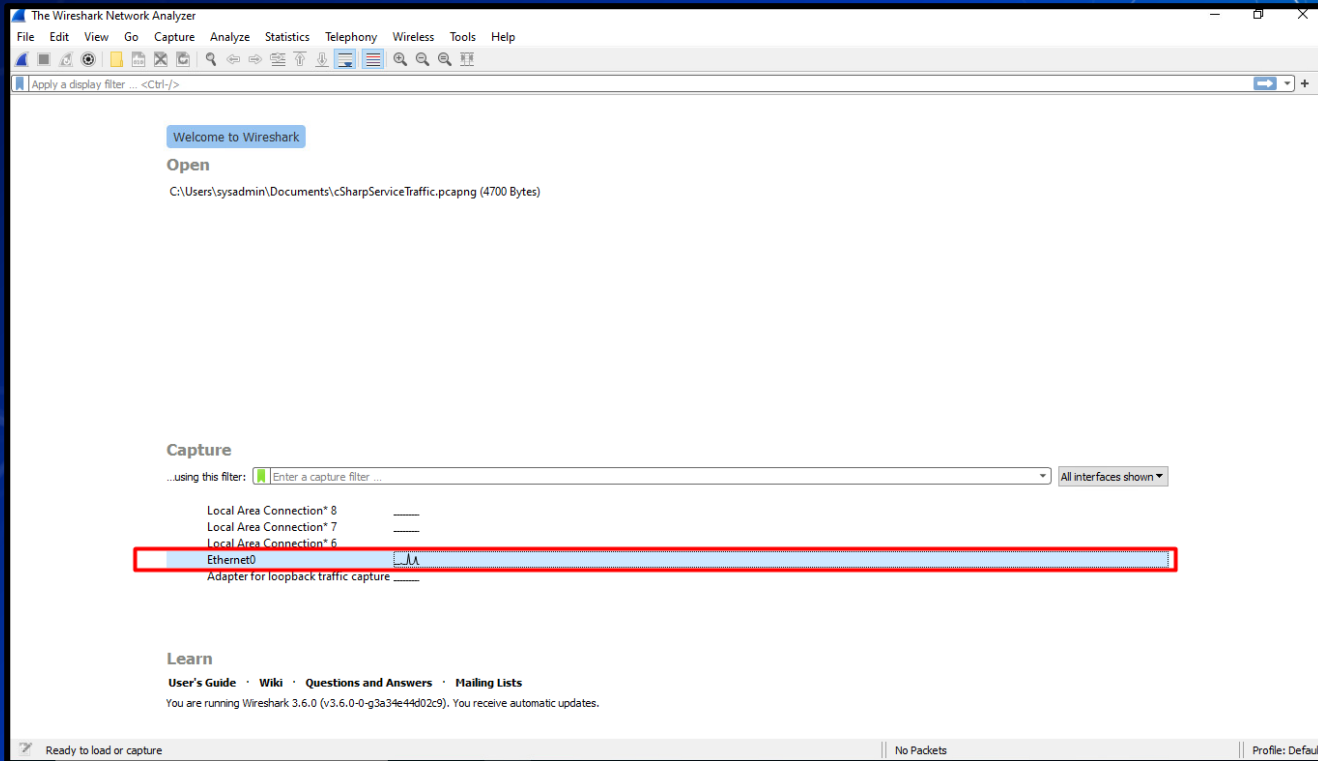 The Wireshark Network Analyzer
File Edit View Go Capture Analyze Statistics Telephony Wireless Tools Help
Apply a display filter ... <Ctrl-/>
Welcome to Wireshark
Open
C:\Users\sysadmin\Documents\cSharpServiceTraffic.pcapng (4700 Bytes)
Capture
...using this filter: Enter a capture filter ... All interfaces shown
Local Area Connection* 8
Local Area Connection* 7
Local Area Connection* 6
Ethernet0
Adapter for loopback traffic capture
Learn
User's Guide · Wiki · Questions and Answers · Mailing Lists
You are running Wireshark 3.6.0 (v3.6.0-0-g3a34e44d02c9). You receive automatic updates.
Ready to load or capture No Packets Profile: Defaul